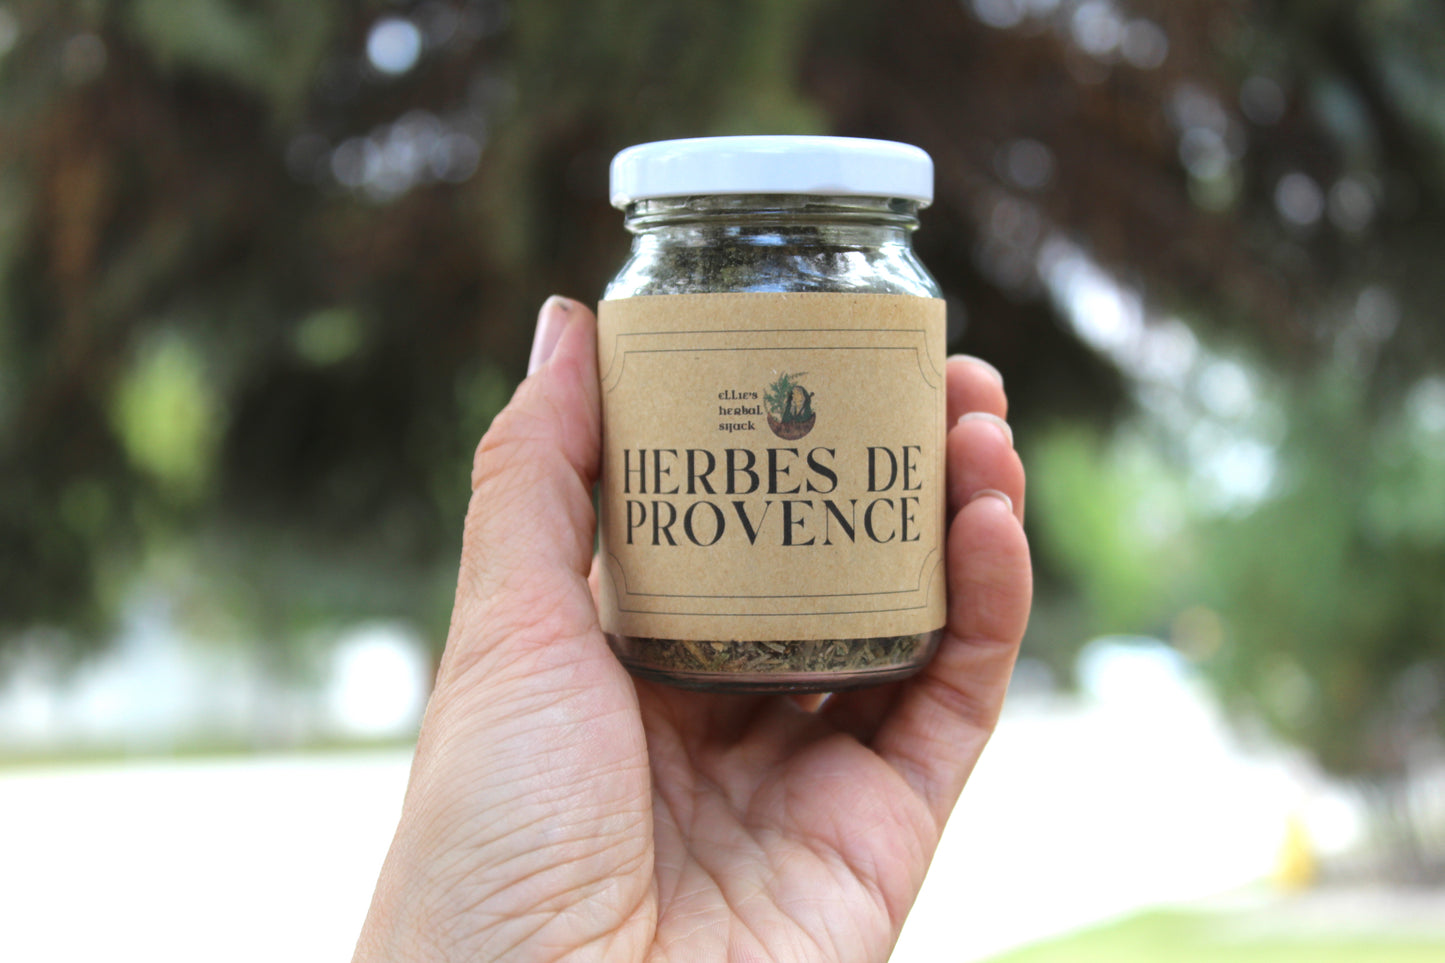 ELLIE'S
HERBAL
SHACK
HERBES DE
PROVENCE